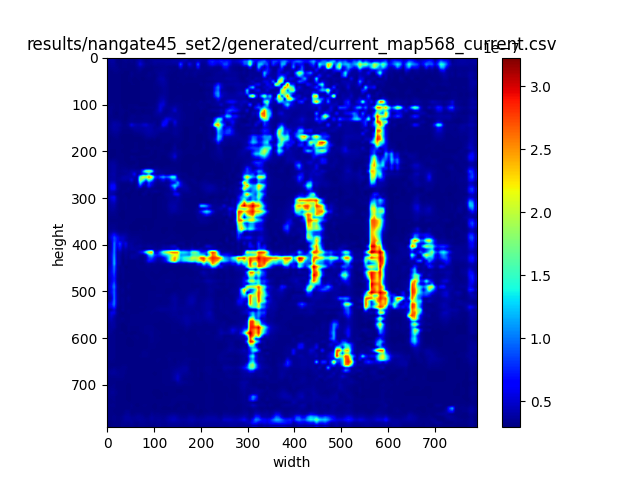 results/nangate45_set2/generated/current_map568_current.csv
1e−7
0
100
200
300
400
500
600
700
height
0 100 200 300 400 500 600 700
width
3.0
2.5
2.0
1.5
1.0
0.5